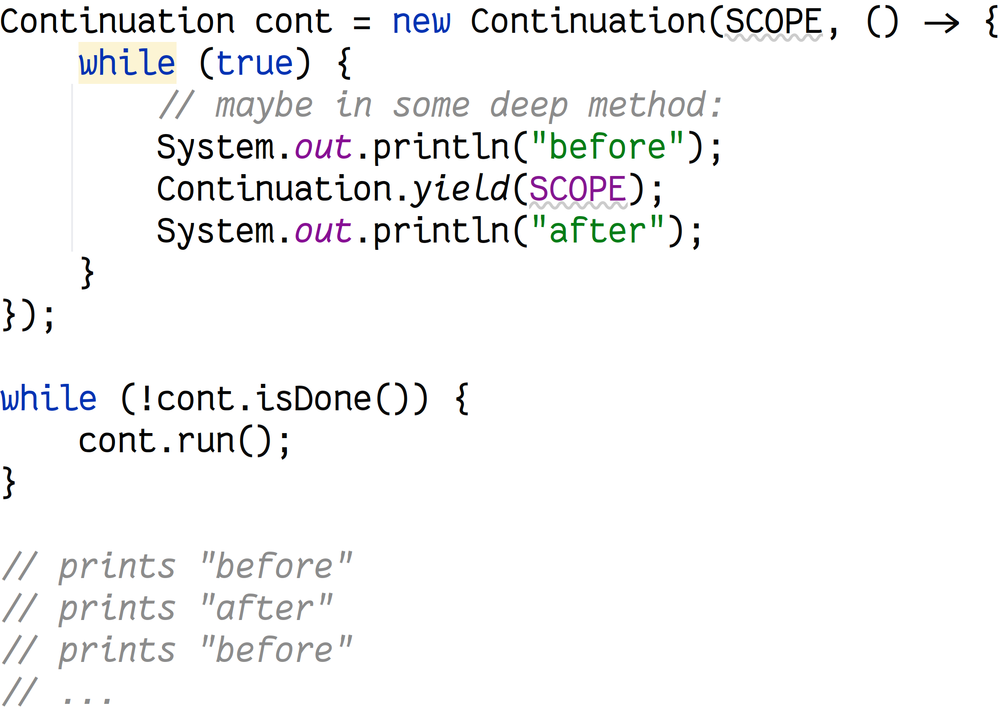 Continuation cont = new Continuation(SCOPE, () -> {
    while (true) {
        // maybe in some deep method:
        System.out.println("before");
        Continuation.yield(SCOPE);
        System.out.println("after");
    }
});

while (!cont.isDone()) {
    cont.run();
}

// prints "before"
// prints "after"
// prints "before"
// ...